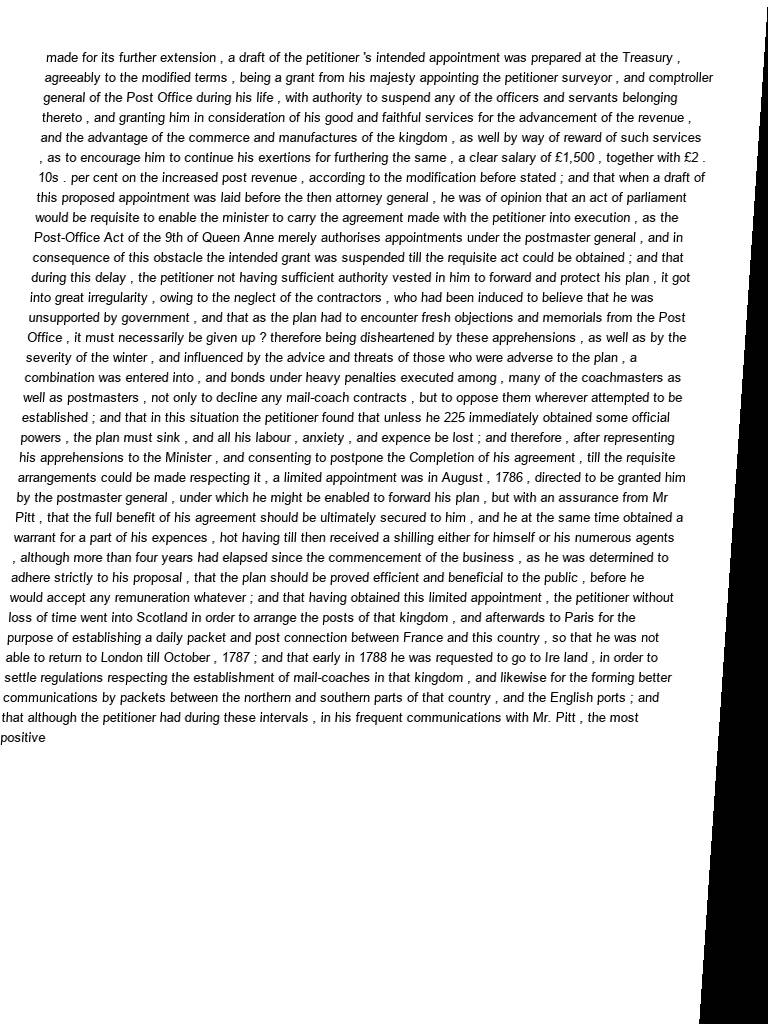 made for its further extension , a draft of the petitioner 's intended appointment was prepared at the Treasury ,
agreeably to the modified terms , being a grant from his majesty appointing the petitioner surveyor , and comptroller
general of the Post Office during his life , with authority to suspend any of the officers and servants belonging
thereto , and granting him in consideration of his good and faithful services for the advancement of the revenue ,
and the advantage of the commerce and manufactures of the kingdom , as well by way of reward of such services
, as to encourage him to continue his exertions for furthering the same , a clear salary of £1,500 , together with £2 .
10s . per cent on the increased post revenue , according to the modification before stated ; and that when a draft of
this proposed appointment was laid before the then attorney general , he was of opinion that an act of parliament
would be requisite to enable the minister to carry the agreement made with the petitioner into execution , as the
Post-Office Act of the 9th of Queen Anne merely authorises appointments under the postmaster general , and in
consequence of this obstacle the intended grant was suspended till the requisite act could be obtained ; and that
during this delay , the petitioner not having sufficient authority vested in him to forward and protect his plan , it got
into great irregularity , owing to the neglect of the contractors , who had been induced to believe that he was
unsupported by government , and that as the plan had to encounter fresh objections and memorials from the Post
Office , it must necessarily be given up ? therefore being disheartened by these apprehensions , as well as by the
severity of the winter , and influenced by the advice and threats of those who were adverse to the plan , a
combination was entered into , and bonds under heavy penalties executed among , many of the coachmasters as
well as postmasters , not only to decline any mail-coach contracts , but to oppose them wherever attempted to be
established ; and that in this situation the petitioner found that unless he 225 immediately obtained some official
powers , the plan must sink , and all his labour , anxiety , and expence be lost ; and therefore , after representing
his apprehensions to the Minister , and consenting to postpone the Completion of his agreement , till the requisite
arrangements could be made respecting it , a limited appointment was in August , 1786 , directed to be granted him
by the postmaster general , under which he might be enabled to forward his plan , but with an assurance from Mr
Pitt , that the full benefit of his agreement should be ultimately secured to him , and he at the same time obtained a
warrant for a part of his expences , hot having till then received a shilling either for himself or his numerous agents
, although more than four years had elapsed since the commencement of the business , as he was determined to
adhere strictly to his proposal , that the plan should be proved efficient and beneficial to the public , before he
would accept any remuneration whatever ; and that having obtained this limited appointment , the petitioner without
loss of time went into Scotland in order to arrange the posts of that kingdom , and afterwards to Paris for the
purpose of establishing a daily packet and post connection between France and this country , so that he was not
able to return to London till October , 1787 ; and that early in 1788 he was requested to go to Ire land , in order to
settle regulations respecting the establishment of mail-coaches in that kingdom , and likewise for the forming better
communications by packets between the northern and southern parts of that country , and the English ports ; and
that although the petitioner had during these intervals , in his frequent communications with Mr. Pitt , the most
positive